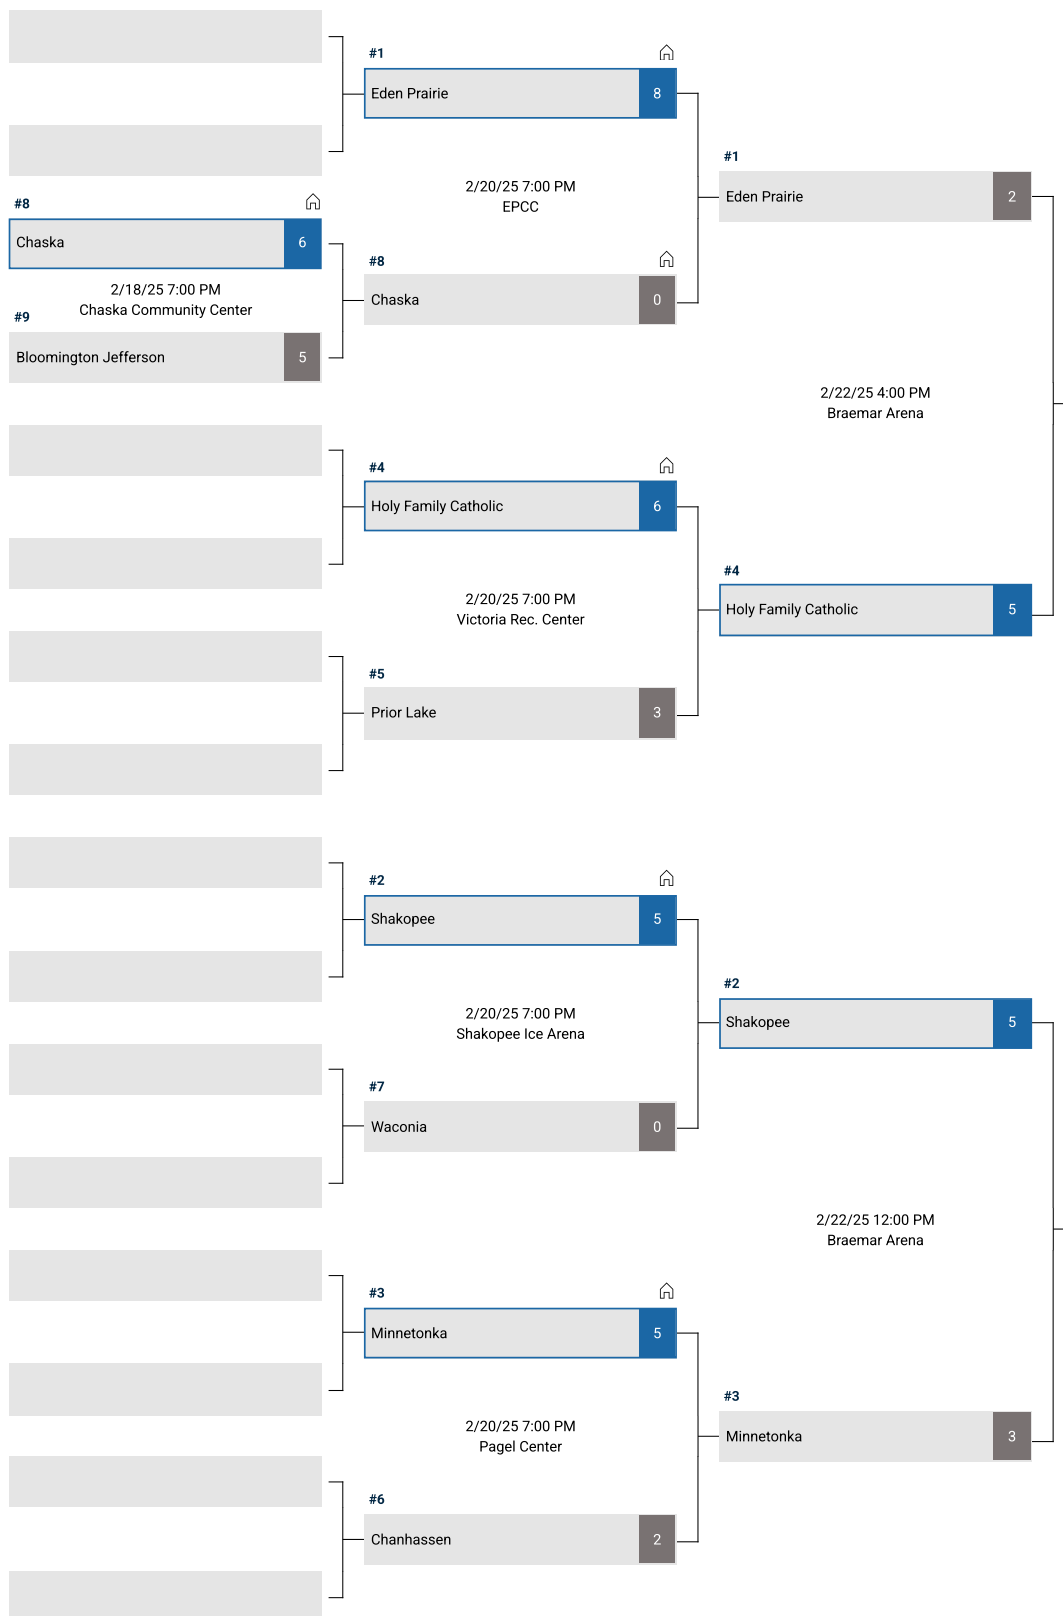 #1
Eden Prairie
8
2/20/25 7:00 PM
EPCC
#8
Chaska
0
#8
Chaska
6
2/18/25 7:00 PM
Chaska Community Center
#9
Bloomington Jefferson
5
#1
Eden Prairie
2
2/22/25 4:00 PM
Braemar Arena
#4
Holy Family Catholic
6
2/20/25 7:00 PM
Victoria Rec. Center
#5
Prior Lake
3
#4
Holy Family Catholic
5
#2
Shakopee
5
2/20/25 7:00 PM
Shakopee Ice Arena
#7
Waconia
0
#2
Shakopee
5
2/22/25 12:00 PM
Braemar Arena
#3
Minnetonka
5
2/20/25 7:00 PM
Pagel Center
#6
Chanhassen
2
#3
Minnetonka
3